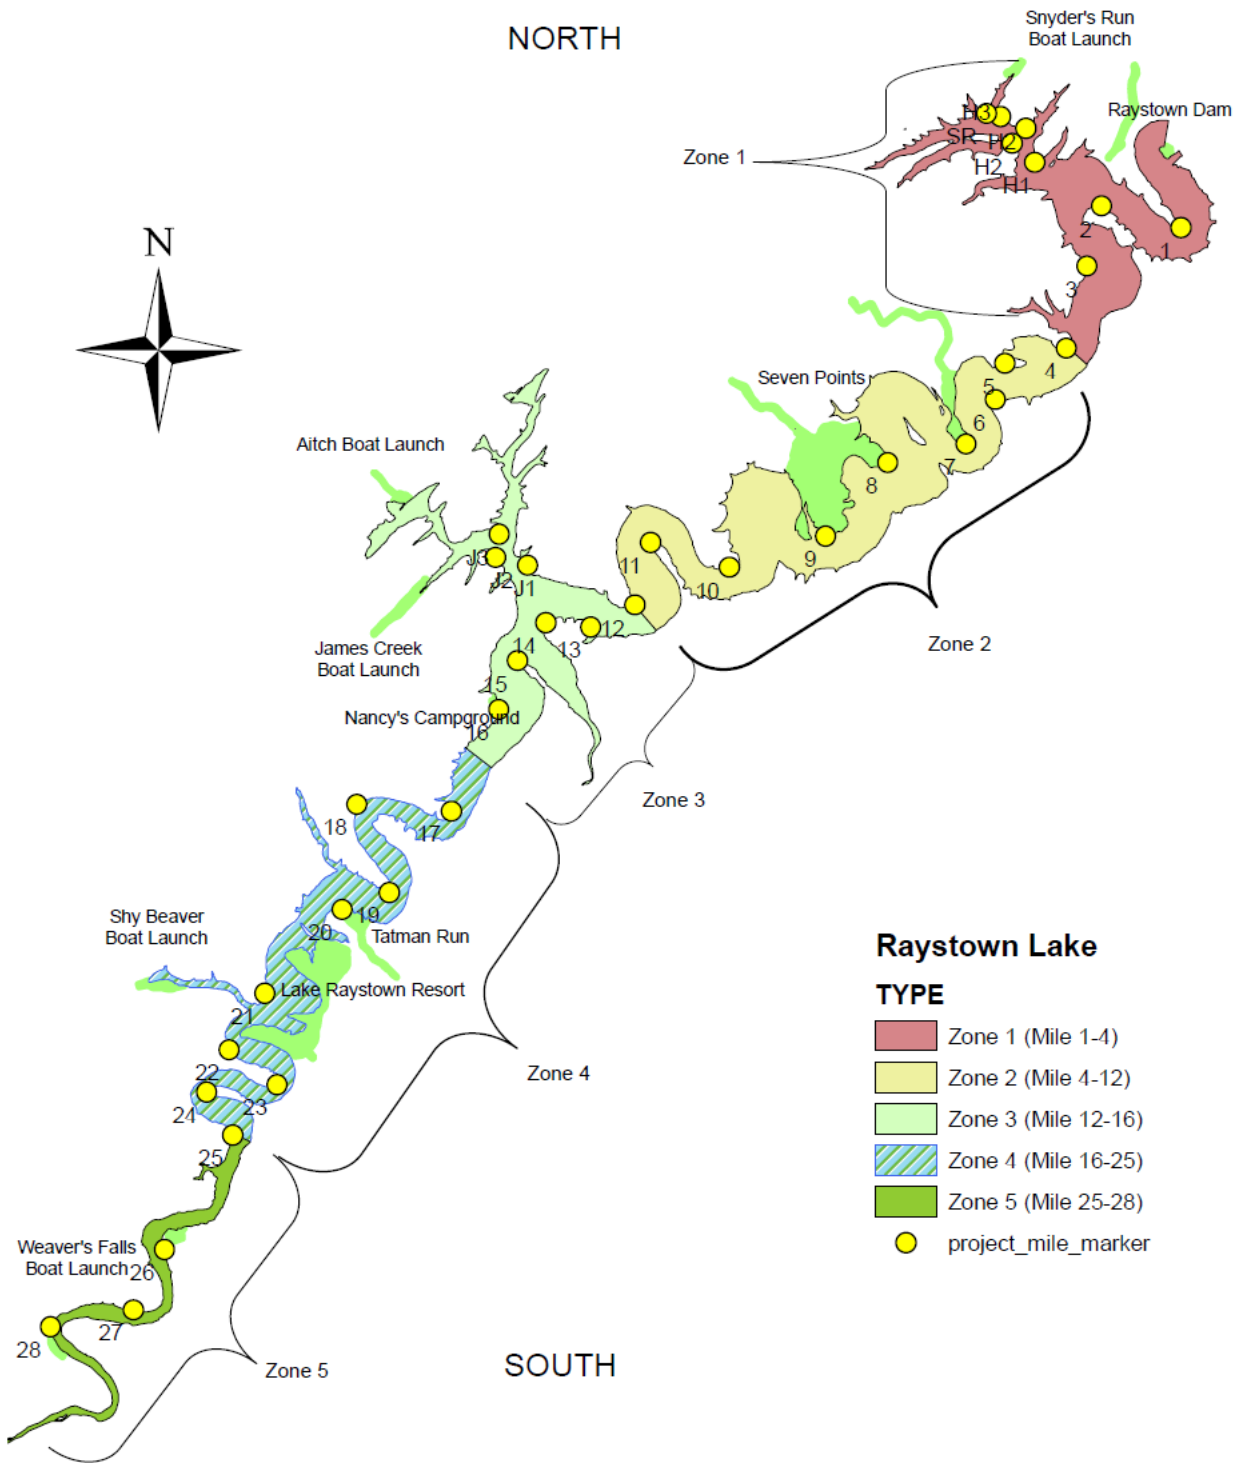 NORTH
Snyder's Run
Boat Launch
Raystown Dam
H3
SR
H2
H2
H1
Zone 1
2
1
3
N
4
5
6
7
Seven Points
8
9
10
11
Zone 2
Aitch Boat Launch
J3
J2
J1
12
13
14
James Creek
Boat Launch
15
Nancy's Campground
16
Zone 3
17
18
19
20
Tatman Run
Shy Beaver
Boat Launch
Lake Raystown Resort
21
22
23
24
Zone 4
25
Weaver's Falls
Boat Launch
26
27
28
Zone 5
SOUTH
Raystown Lake
TYPE
Zone 1 (Mile 1-4)
Zone 2 (Mile 4-12)
Zone 3 (Mile 12-16)
Zone 4 (Mile 16-25)
Zone 5 (Mile 25-28)
project_mile_marker